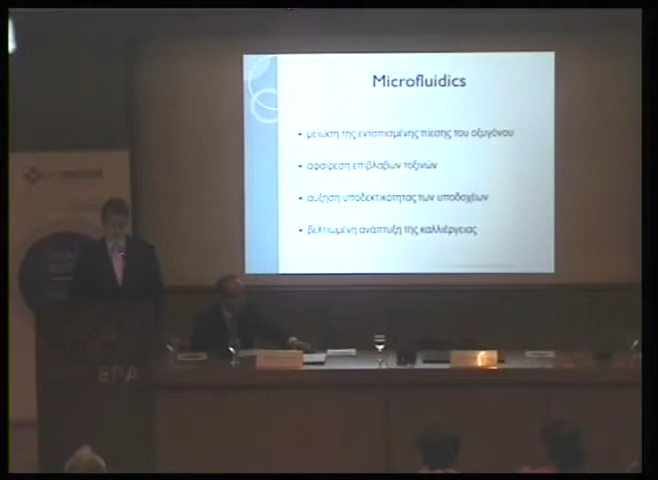 Microfluidics
• μείωση της εντοπισμένης πίεσης του οξυγόνου
• αφαίρεση επιβλαβών τοξινών
• αύξηση υποδεκτικότητας των υποδοχέων
• βελτιωμένη ανάπτυξη της καλλιέργειας